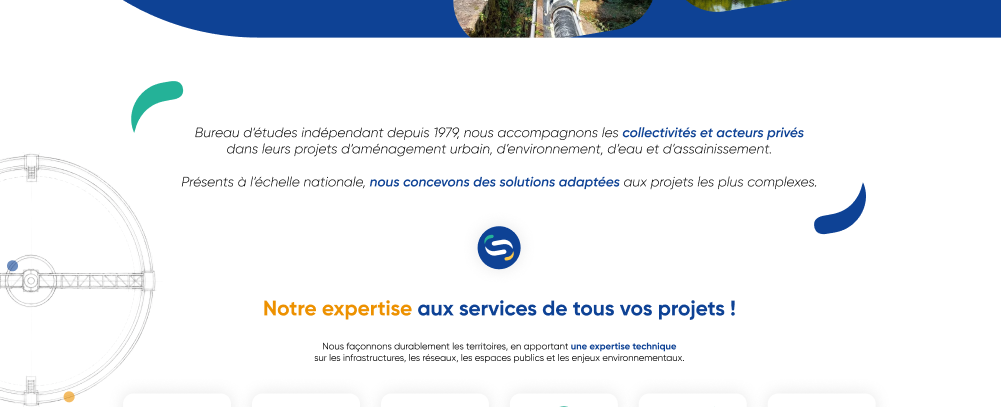 Bureau d'études indépendant depuis 1979, nous accompagnons les collectivités et acteurs privés
dans leurs projets d'aménagement urbain, d'environnement, d'eau et d'assainissement.
Présents à l'échelle nationale, nous concevons des solutions adaptées aux projets les plus complexes.
Notre expertise aux services de tous vos projets !
Nous façonnons durablement les territoires, en apportant une expertise technique
sur les infrastructures, les réseaux, les espaces publics et les enjeux environnementaux.